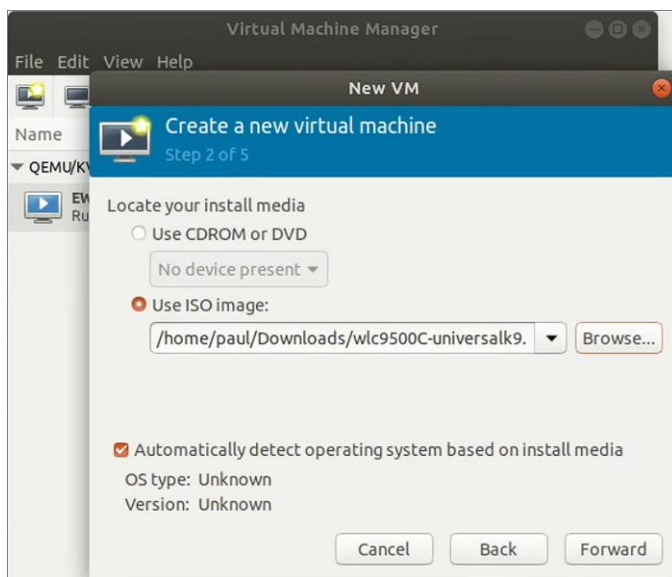 Virtual Machine Manager
File Edit View Help
New VM
Create a new virtual machine
Step 2 of 5
Name
QEMU/KV
EW
Ru
Locate your install media
Use CDROM or DVD
No device present
Use ISO image:
/home/paul/Downloads/wlc9500C-universalk9. Browse...
Automatically detect operating system based on install media
OS type: Unknown
Version: Unknown
Cancel Back Forward